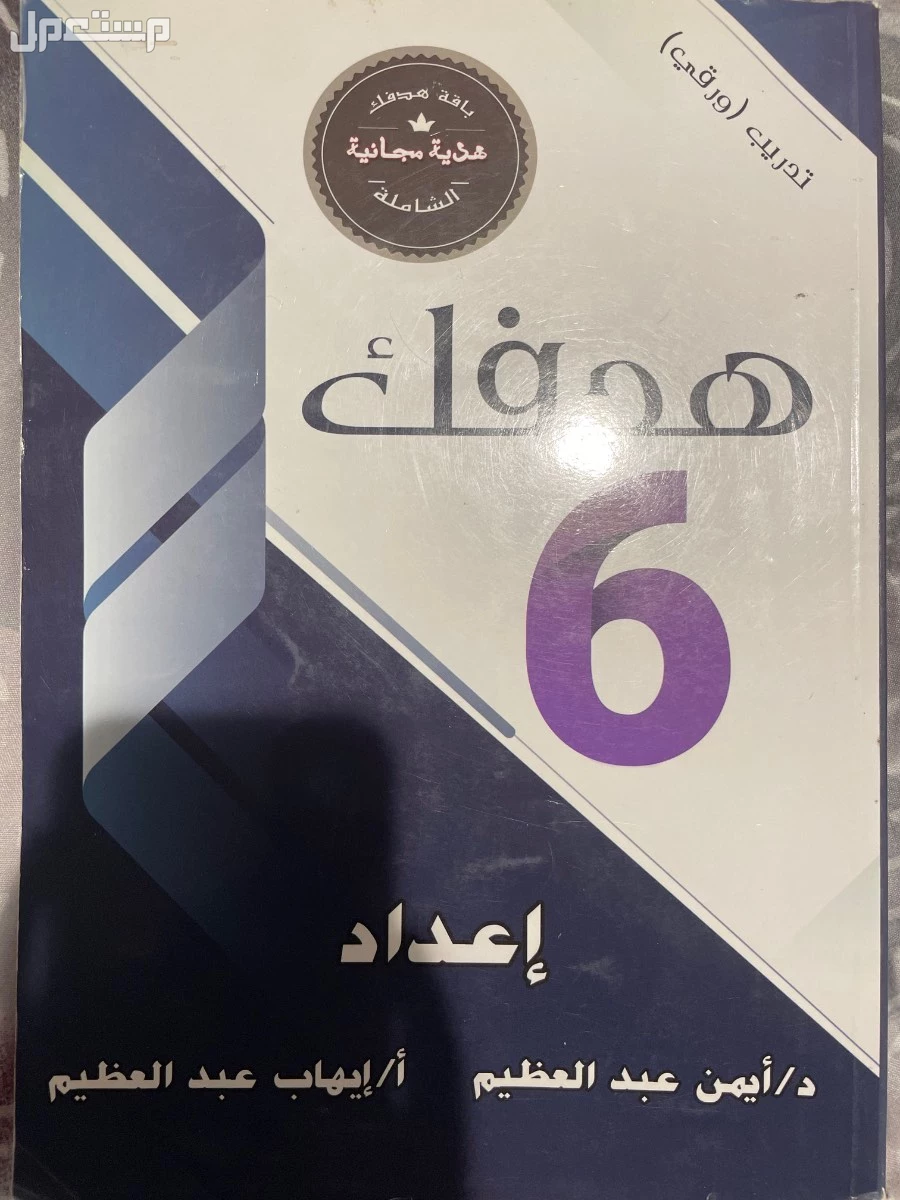 مستعمل
تدريب (ورقي)
باقة هدفك
هدية مجانية
الشاملة
هدفك
6
إعداد
د/أيمن عبد العظيم
أ/إيهاب عبد العظيم